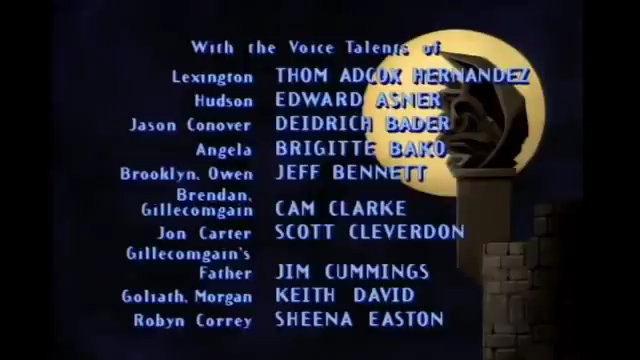 With the Voice Talents of
Lexington THOM ADCOX HERNANDEZ
Hudson EDWARD ASNER
Jason Conover DEIDRICH BADER
Angela BRIGITTE BAKO
Brooklyn, Owen JEFF BENNETT
Brendan,
Gillecomgain CAM CLARKE
Jon Carter SCOTT CLEVERDON
Gillecomgain's
Father JIM CUMMINGS
Goliath, Morgan KEITH DAVID
Robyn Correy SHEENA EASTON